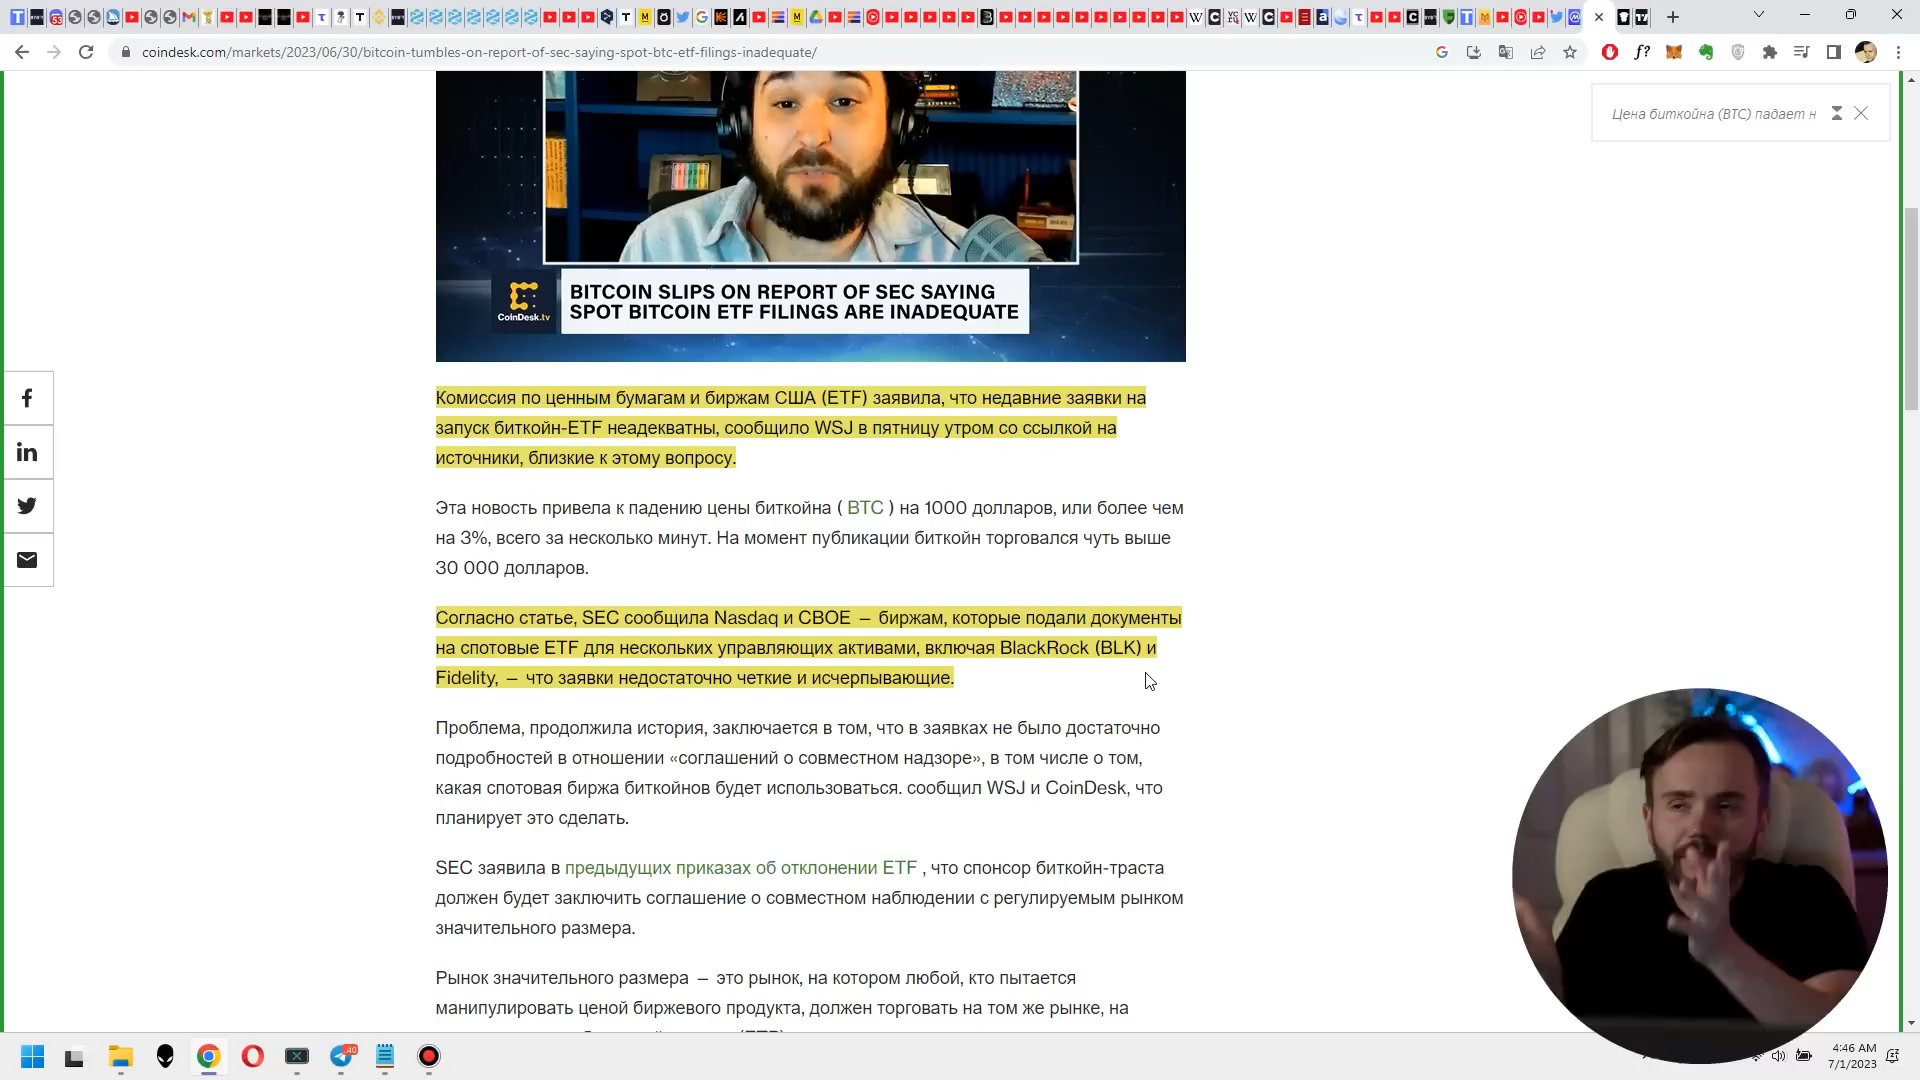 coindesk.com/markets/2023/06/30/bitcoin-tumbles-on-report-of-sec-saying-spot-btc-etf-filings-inadequate/
Цена биткойна (BTC) падает н
CoinDesk.tv
BITCOIN SLIPS ON REPORT OF SEC SAYING
SPOT BITCOIN ETF FILINGS ARE INADEQUATE
Комиссия по ценным бумагам и биржам США (ETF) заявила, что недавние заявки на
запуск биткойн-ETF неадекватны, сообщило WSJ в пятницу утром со ссылкой на
источники, близкие к этому вопросу.
Эта новость привела к падению цены биткойна ( BTC ) на 1000 долларов, или более чем
на 3%, всего за несколько минут. На момент публикации биткойн торговался чуть выше
30 000 долларов.
Согласно статье, SEC сообщила Nasdaq и CBOE – биржам, которые подали документы
на спотовые ETF для нескольких управляющих активами, включая BlackRock (BLK) и
Fidelity, – что заявки недостаточно четкие и исчерпывающие.
Проблема, продолжила история, заключается в том, что в заявках не было достаточно
подробностей в отношении «соглашений о совместном надзоре», в том числе о том,
какая спотовая биржа биткойнов будет использоваться. сообщил WSJ и CoinDesk, что
планирует это сделать.
SEC заявила в предыдущих приказах об отклонении ETF , что спонсор биткойн-траста
должен будет заключить соглашение о совместном наблюдении с регулируемым рынком
значительного размера.
Рынок значительного размера – это рынок, на котором любой, кто пытается
манипулировать ценой биржевого продукта, должен торговать на том же рынке, на
4:46 AM
7/1/2023